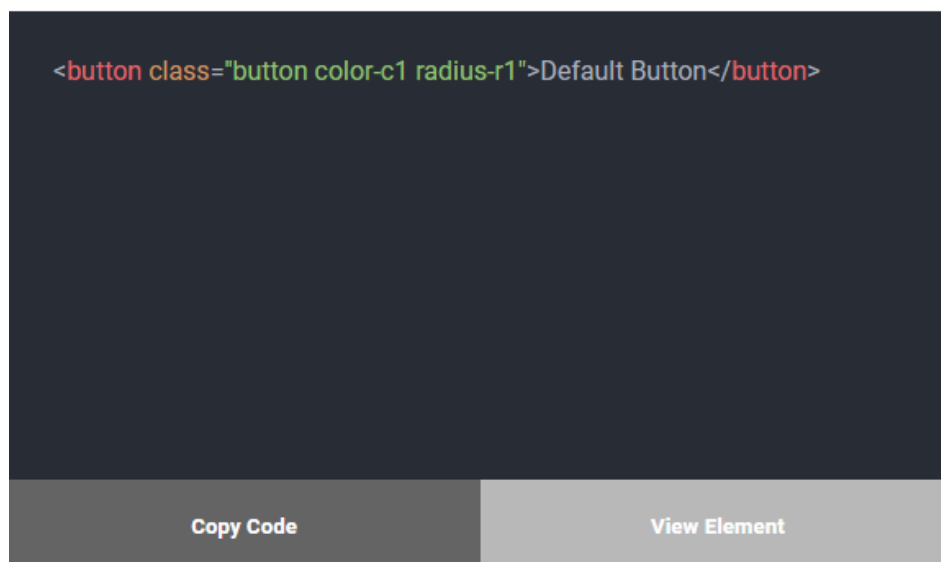 <button class="button color-c1 radius-r1">Default Button</button>
Copy Code
View Element